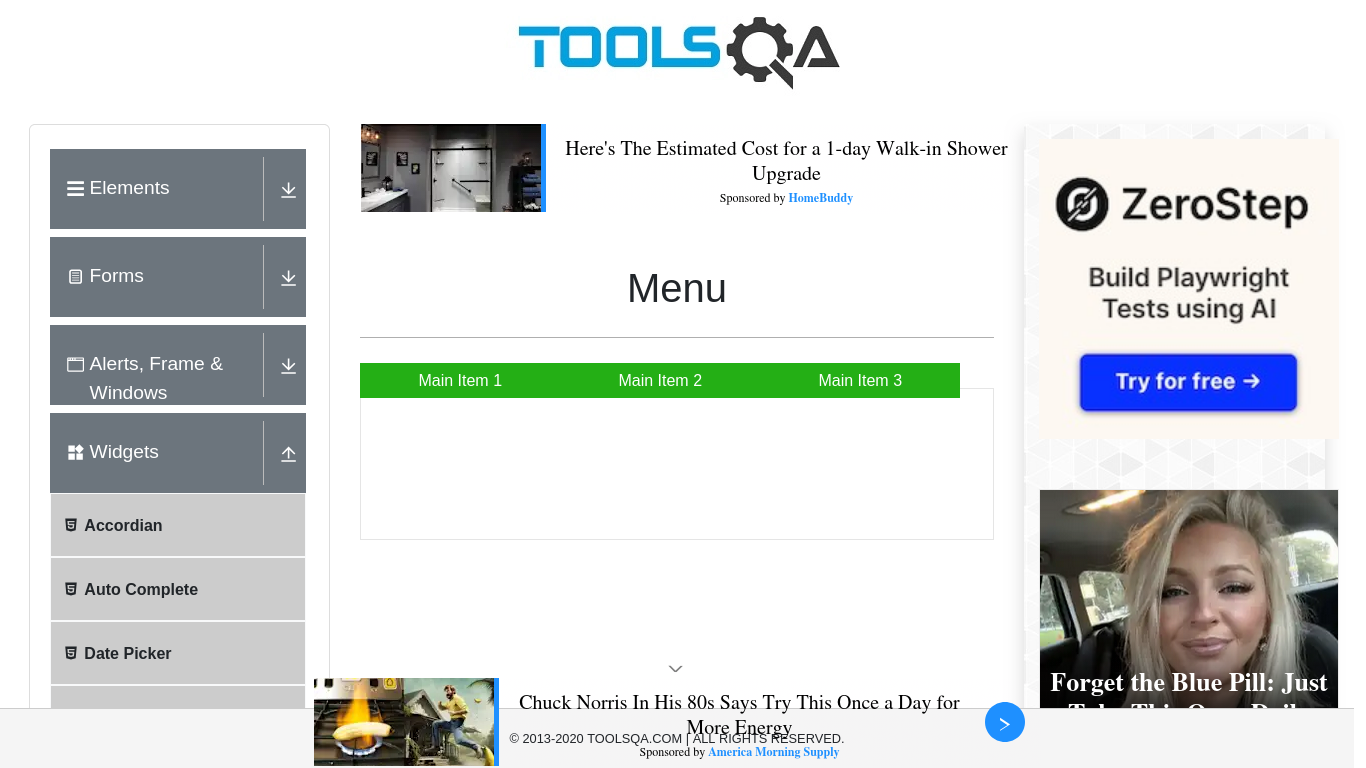 TOOLSQA
Elements
Forms
Alerts, Frame &
Windows
Widgets
Accordian
Auto Complete
Date Picker
Here's The Estimated Cost for a 1-day Walk-in Shower
Upgrade
Sponsored by HomeBuddy
Menu
Main Item 1
Main Item 2
Main Item 3
ZeroStep
Build Playwright
Tests using AI
Try for free →
Forget the Blue Pill: Just
Chuck Norris In His 80s Says Try This Once a Day for
More Energy
© 2013-2020 TOOLSQA.COM | ALL RIGHTS RESERVED.
Sponsored by America Morning Supply